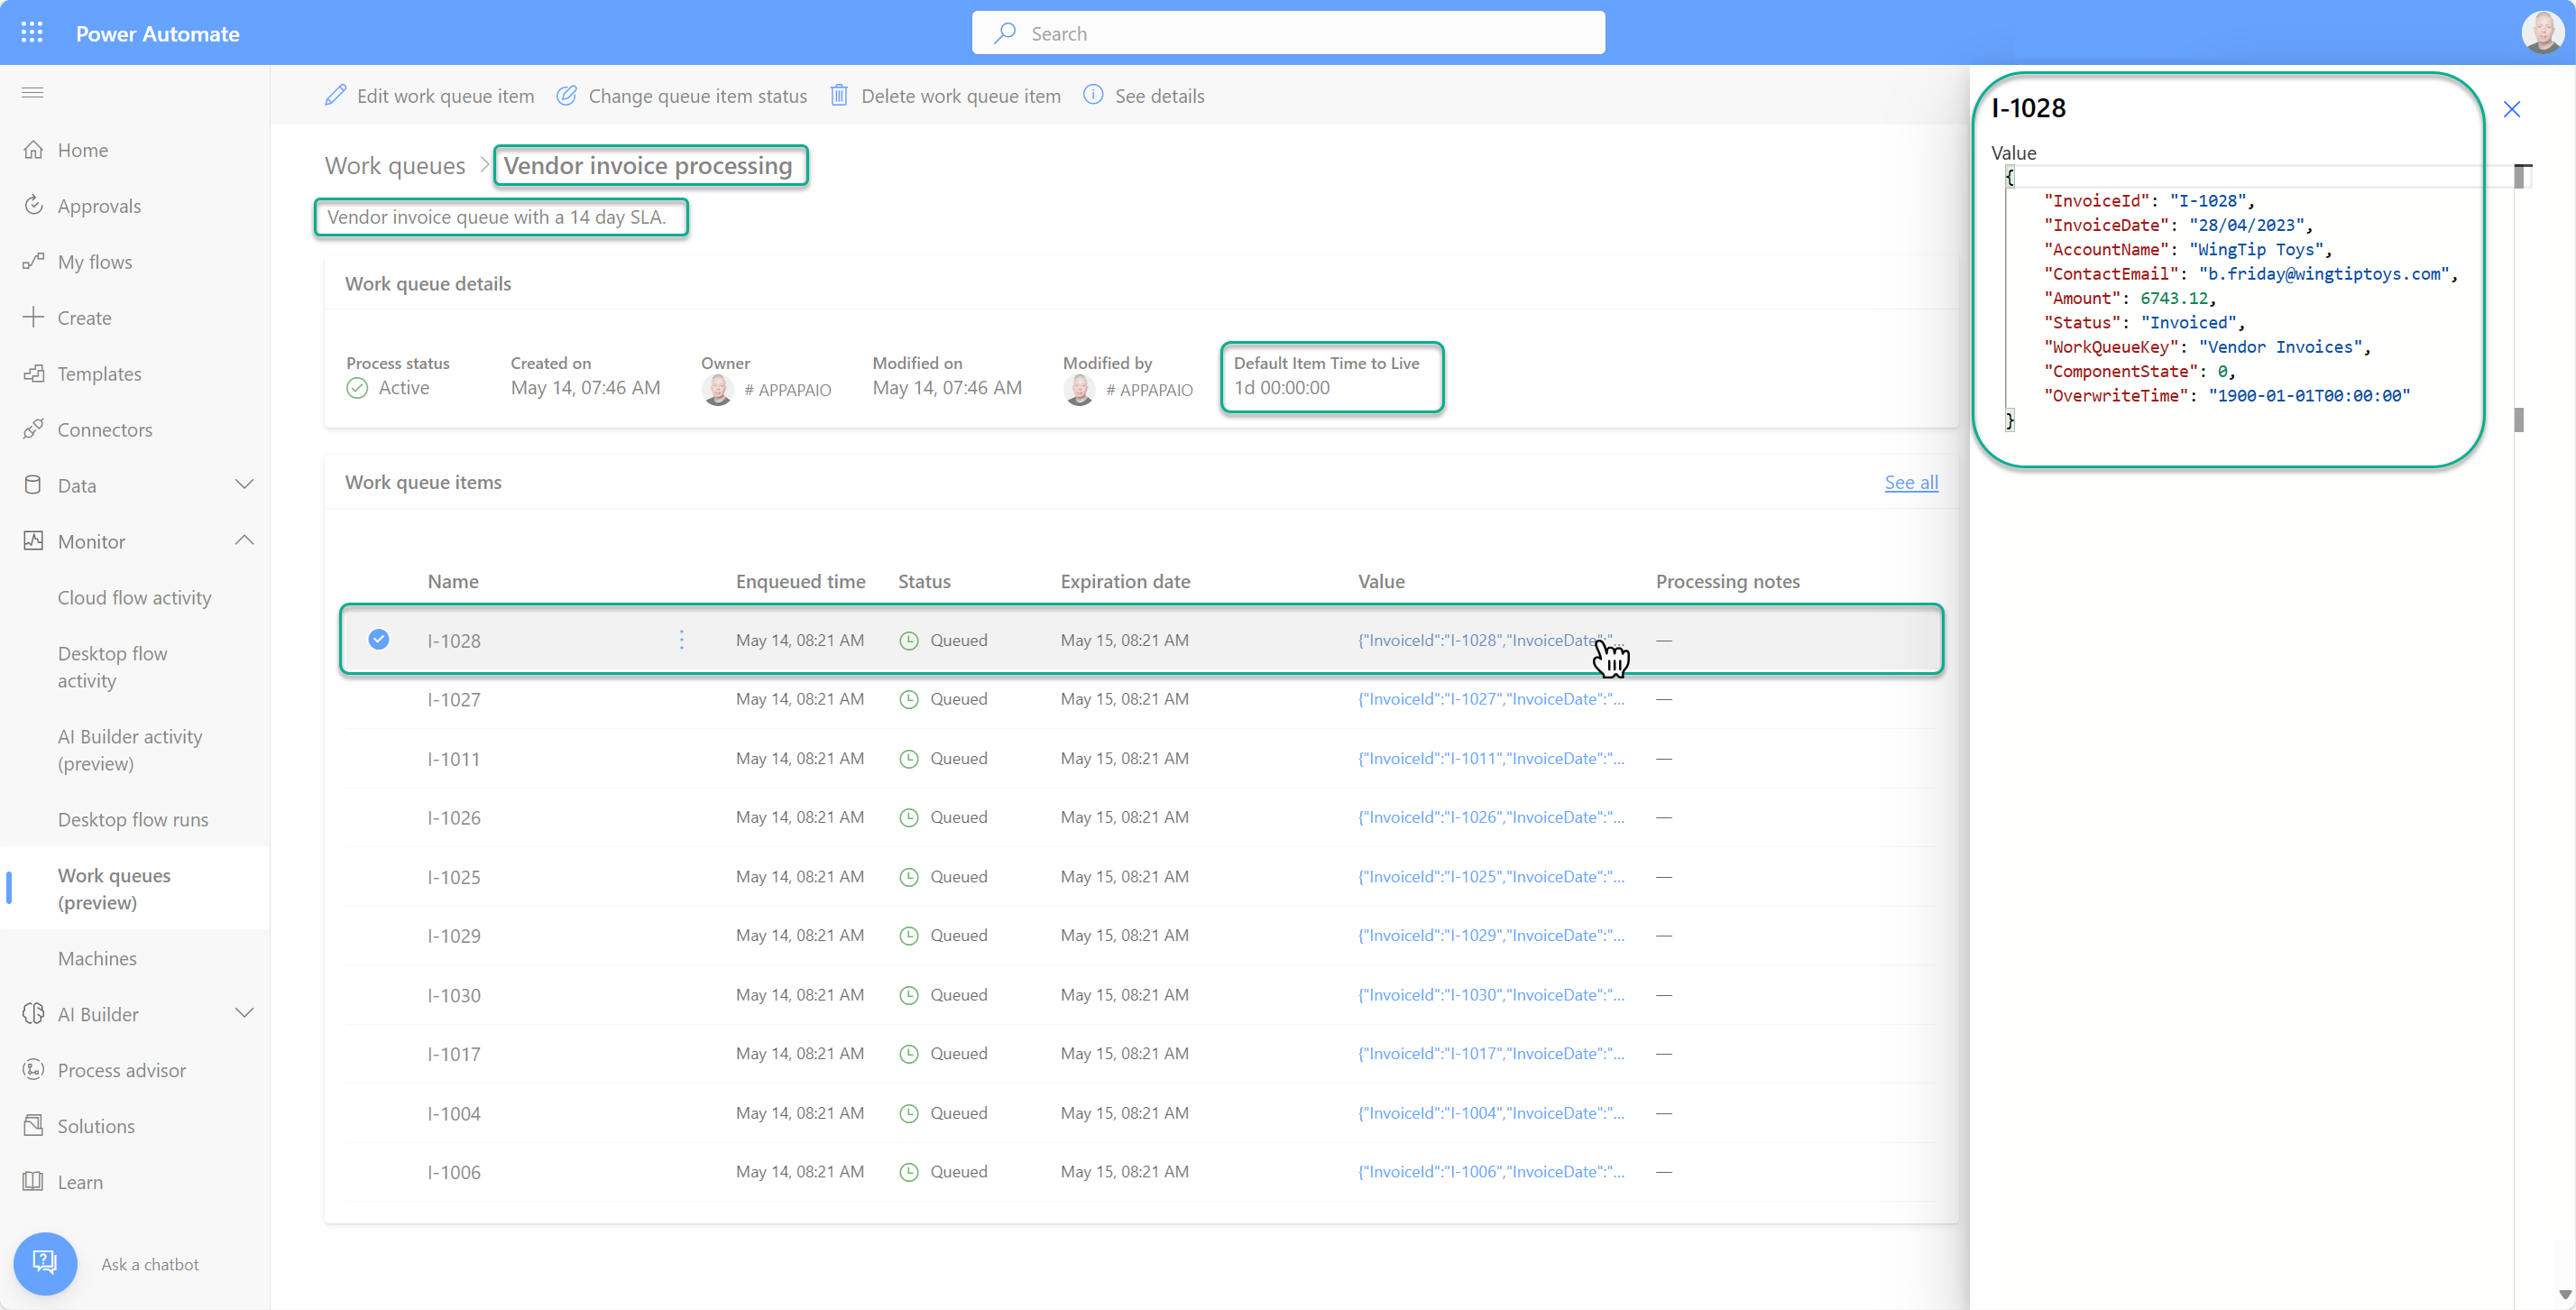 Power Automate
Search
Edit work queue item
Change queue item status
Delete work queue item
See details
Home
Approvals
My flows
Create
Templates
Connectors
Data
Monitor
Cloud flow activity
Desktop flow
activity
AI Builder activity
(preview)
Desktop flow runs
Work queues
(preview)
Machines
AI Builder
Process advisor
Solutions
Learn
Ask a chatbot
Work queues > Vendor invoice processing
Vendor invoice queue with a 14 day SLA.
Work queue details
Process status Created on Owner Modified on Modified by Default Item Time to Live
Active May 14, 07:46 AM # APPAPAIO May 14, 07:46 AM # APPAPAIO 1d 00:00:00
Work queue items See all
Name Enqueued time Status Expiration date Value Processing notes
I-1028 May 14, 08:21 AM Queued May 15, 08:21 AM {"InvoiceId":"I-1028","InvoiceDate":"... —
I-1027 May 14, 08:21 AM Queued May 15, 08:21 AM {"InvoiceId":"I-1027","InvoiceDate":"... —
I-1011 May 14, 08:21 AM Queued May 15, 08:21 AM {"InvoiceId":"I-1011","InvoiceDate":"... —
I-1026 May 14, 08:21 AM Queued May 15, 08:21 AM {"InvoiceId":"I-1026","InvoiceDate":"... —
I-1025 May 14, 08:21 AM Queued May 15, 08:21 AM {"InvoiceId":"I-1025","InvoiceDate":"... —
I-1029 May 14, 08:21 AM Queued May 15, 08:21 AM {"InvoiceId":"I-1029","InvoiceDate":"... —
I-1030 May 14, 08:21 AM Queued May 15, 08:21 AM {"InvoiceId":"I-1030","InvoiceDate":"... —
I-1017 May 14, 08:21 AM Queued May 15, 08:21 AM {"InvoiceId":"I-1017","InvoiceDate":"... —
I-1004 May 14, 08:21 AM Queued May 15, 08:21 AM {"InvoiceId":"I-1004","InvoiceDate":"... —
I-1006 May 14, 08:21 AM Queued May 15, 08:21 AM {"InvoiceId":"I-1006","InvoiceDate":"... —
I-1028
Value
{
"InvoiceId": "I-1028",
"InvoiceDate": "28/04/2023",
"AccountName": "WingTip Toys",
"ContactEmail": "b.friday@wingtiptoys.com",
"Amount": 6743.12,
"Status": "Invoiced",
"WorkQueueKey": "Vendor Invoices",
"ComponentState": 0,
"OverwriteTime": "1900-01-01T00:00:00"
}